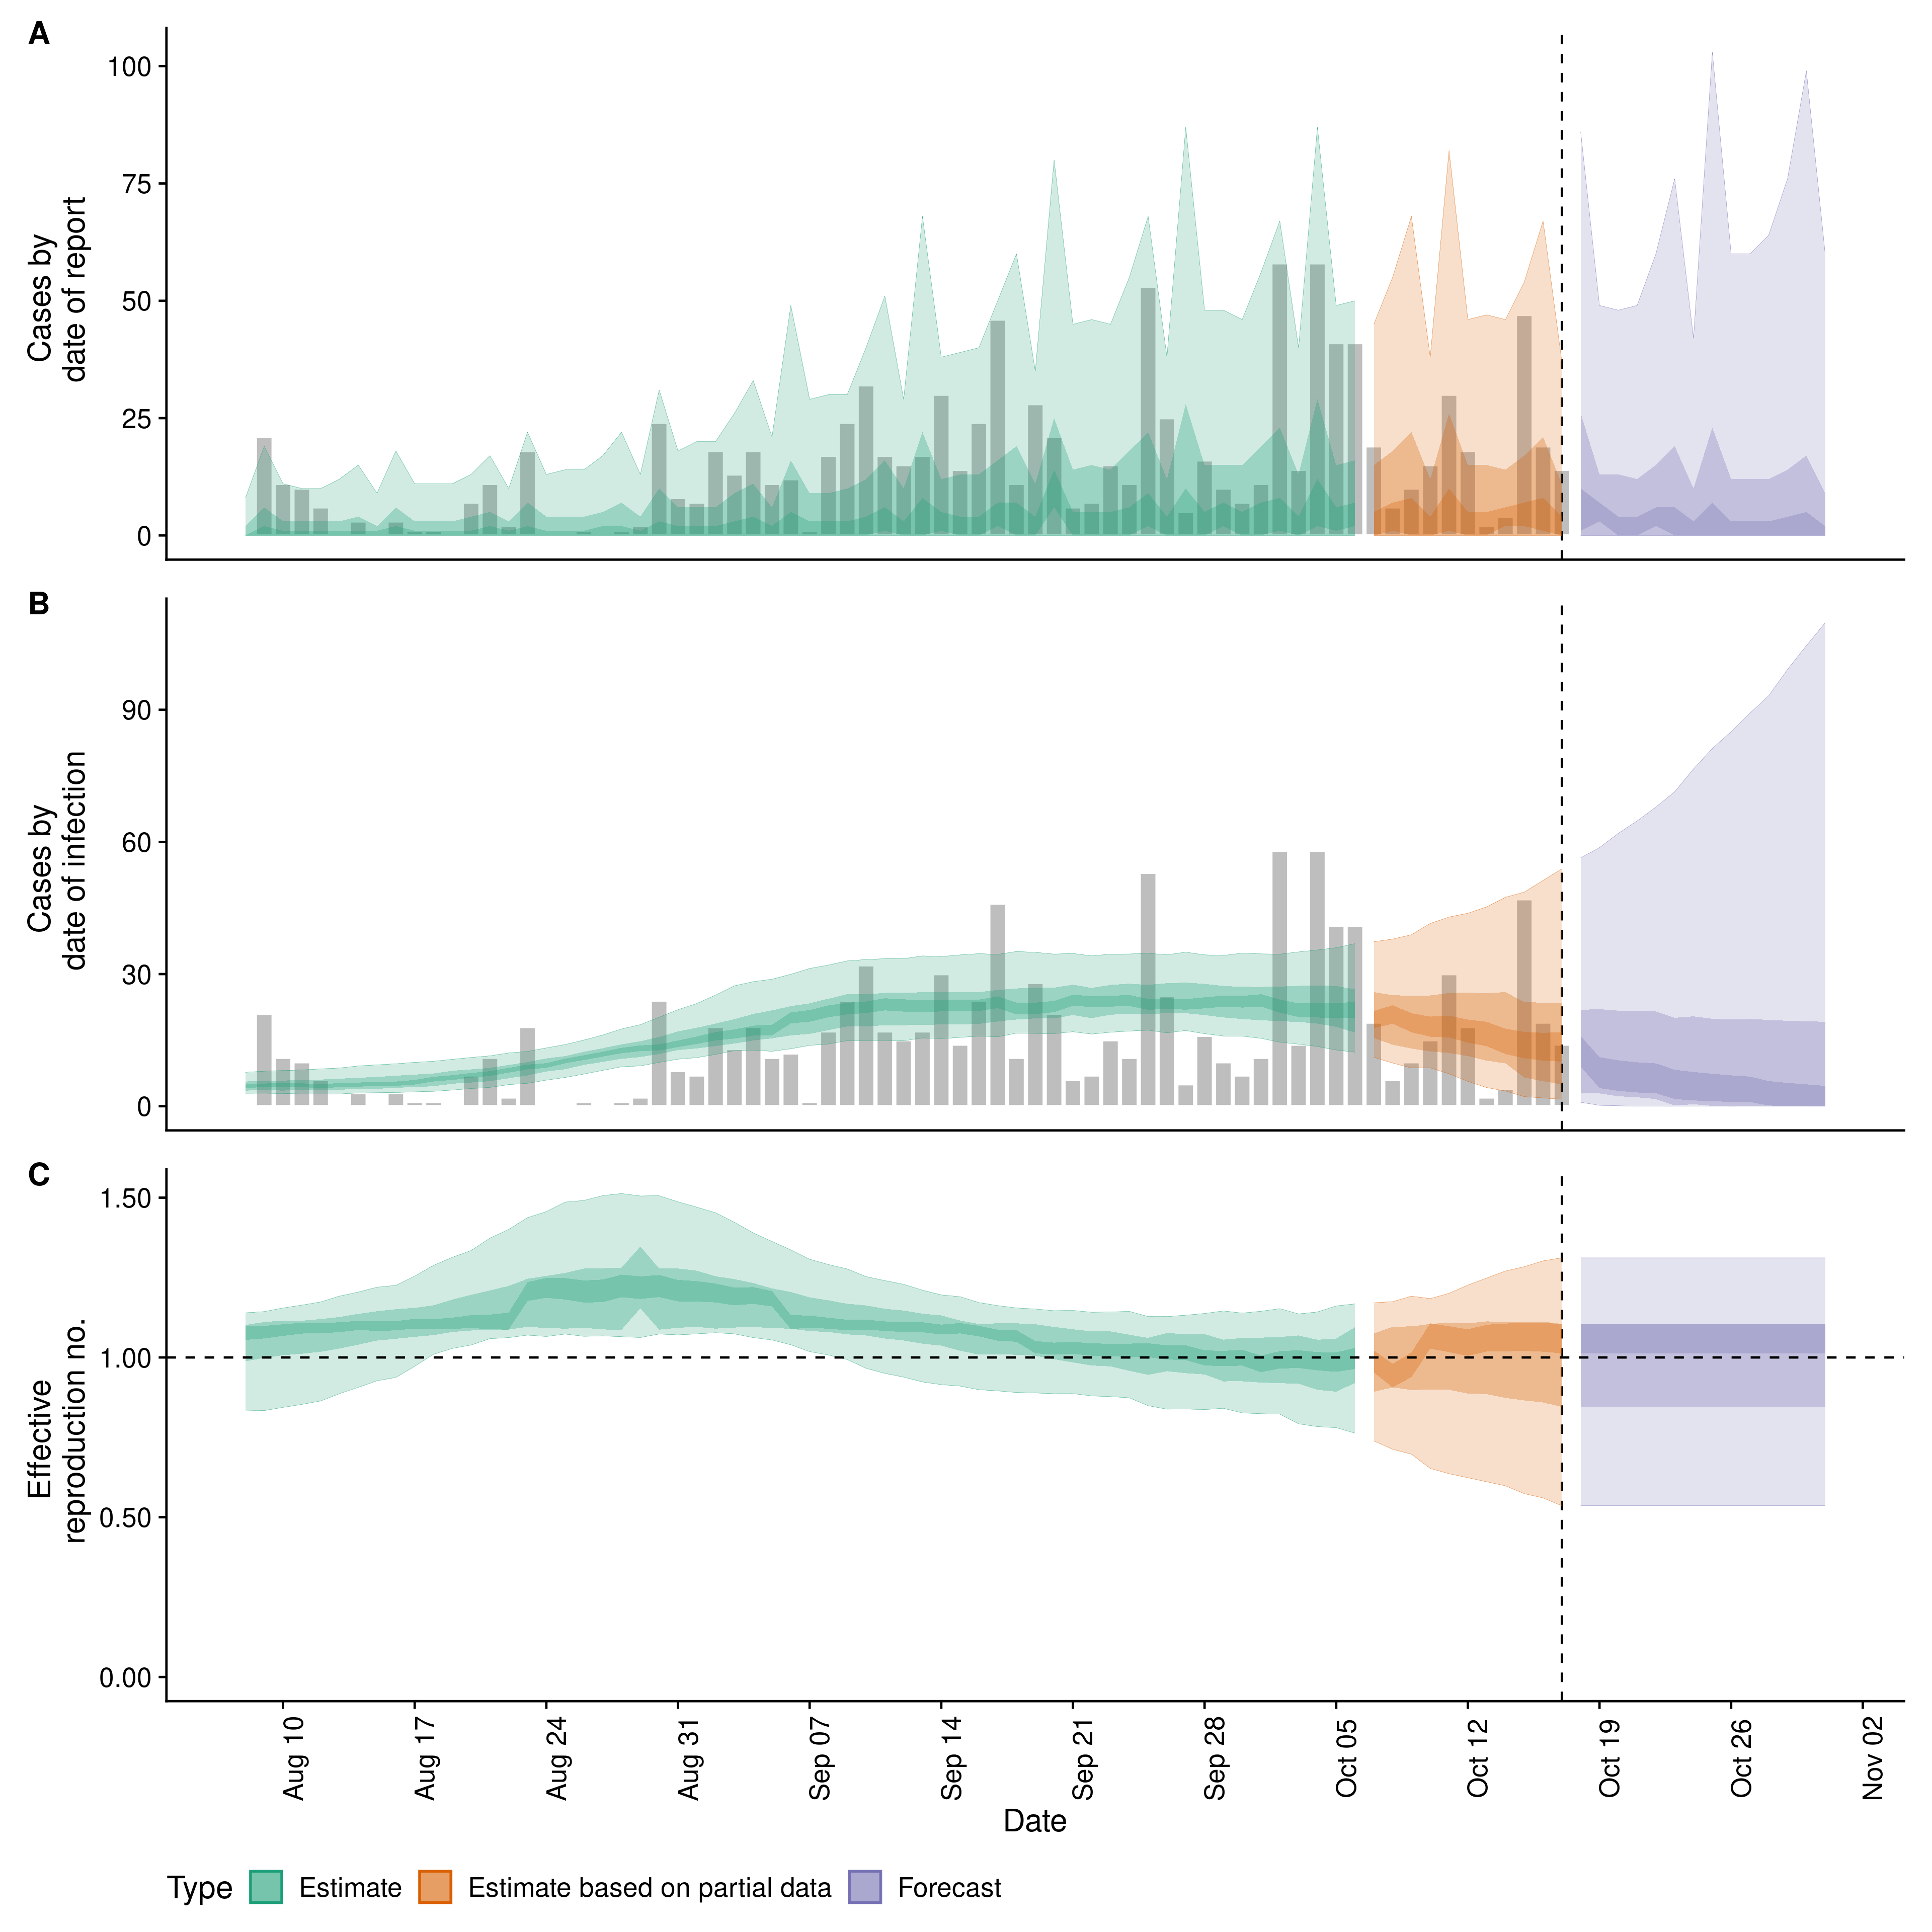 A
Cases by
date of report
100
75
50
25
0
B
Cases by
date of infection
90
60
30
0
C
Effective
reproduction no.
1.50
1.00
0.50
0.00
Aug 10
Aug 17
Aug 24
Aug 31
Sep 07
Sep 14
Sep 21
Sep 28
Oct 05
Oct 12
Oct 19
Oct 26
Nov 02
Date
Type Estimate Estimate based on partial data Forecast